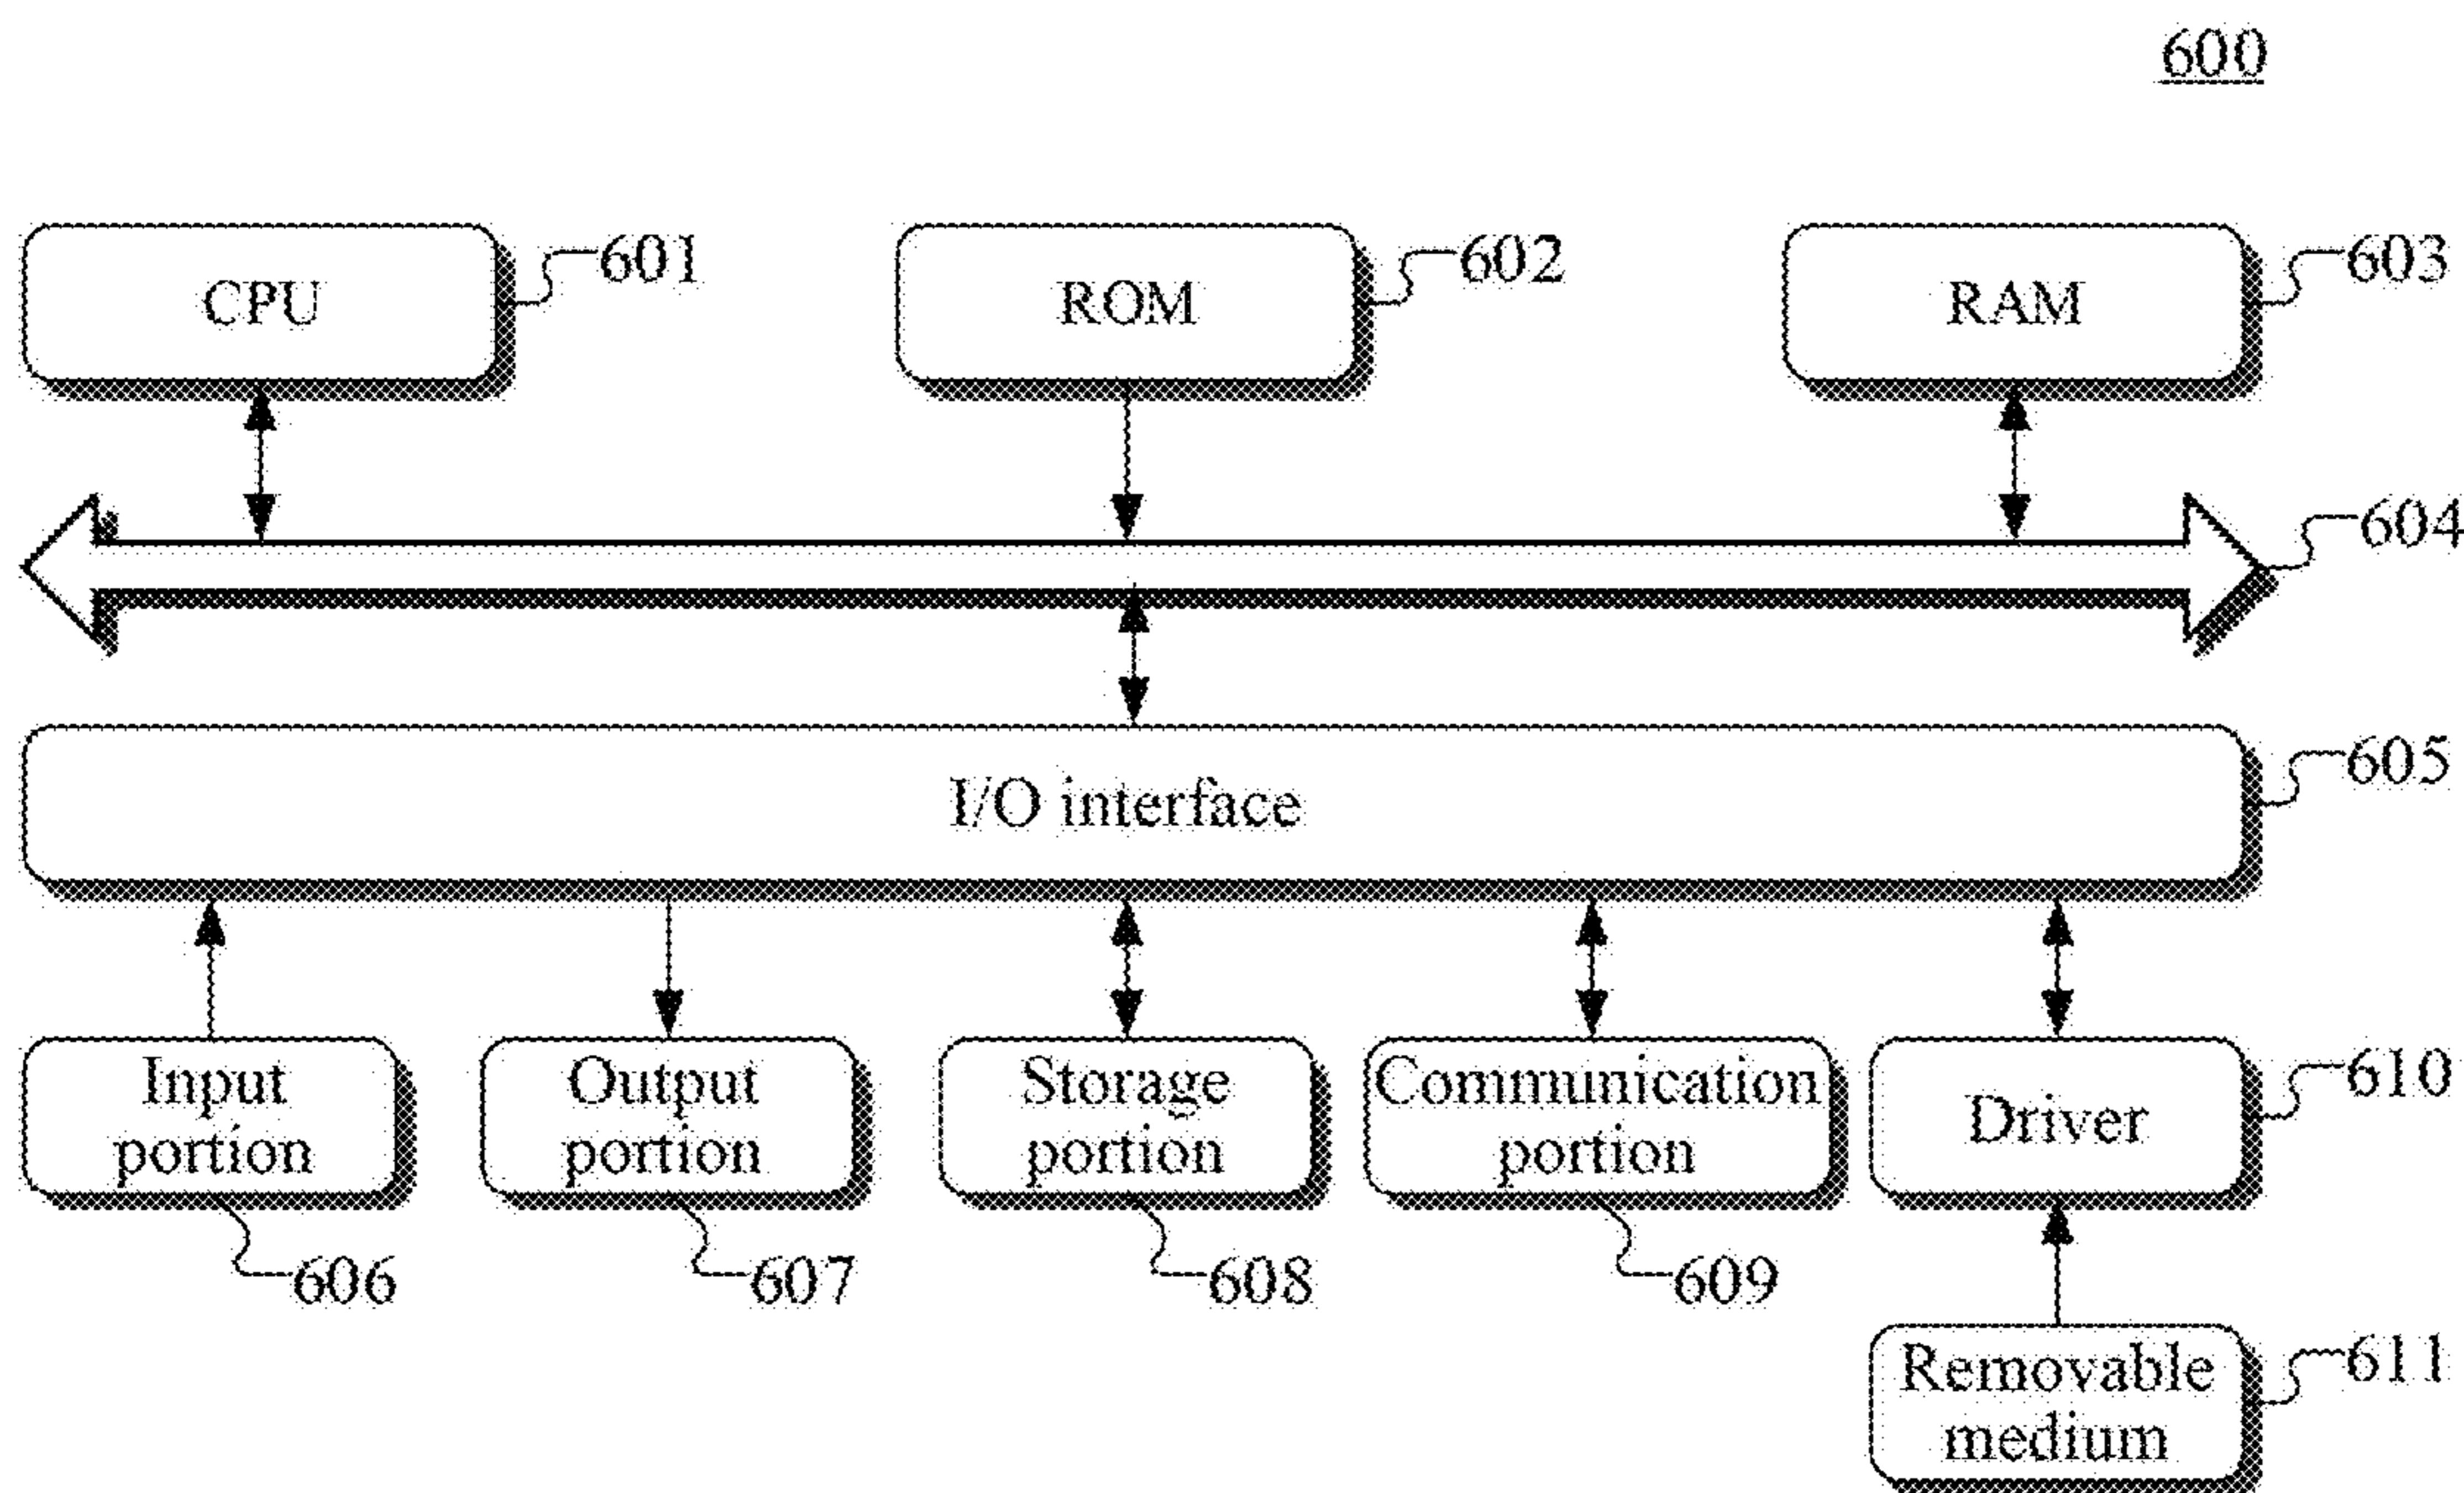 600
CPU
601
ROM
602
RAM
603
604
I/O interface
605
Input
portion
Output
portion
Storage
portion
Communication
portion
Driver
610
606
607
608
609
Removable
medium
611